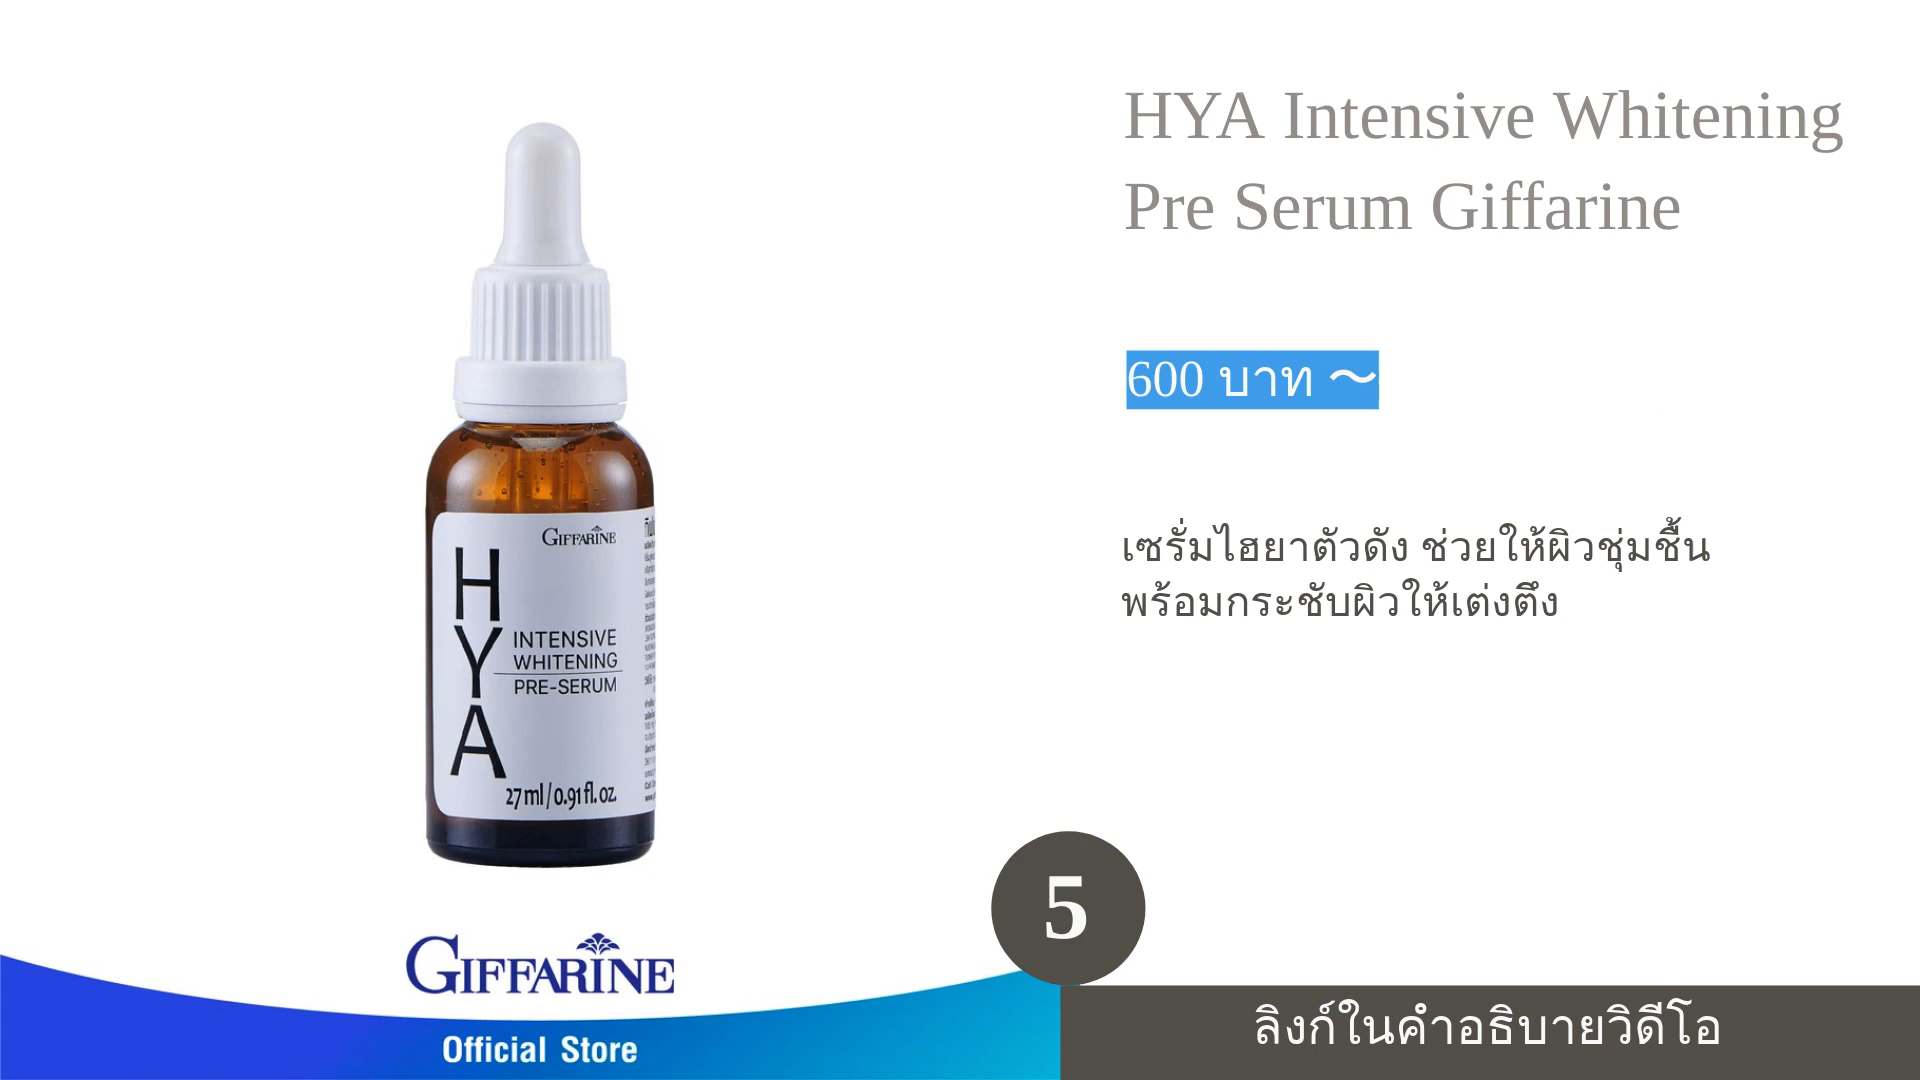 HYA Intensive Whitening
Pre Serum Giffarine
600 บาท 〜
เซรั่มไฮยาตัวดัง ช่วยให้ผิวชุ่มชื้น
พร้อมกระชับผิวให้เต่งตึง
GIFFARINE
HYA
INTENSIVE
WHITENING
PRE-SERUM
27 ml / 0.91 fl. oz.
5
GIFFARINE
Official Store
ลิงก์ในคำอธิบายวิดีโอ